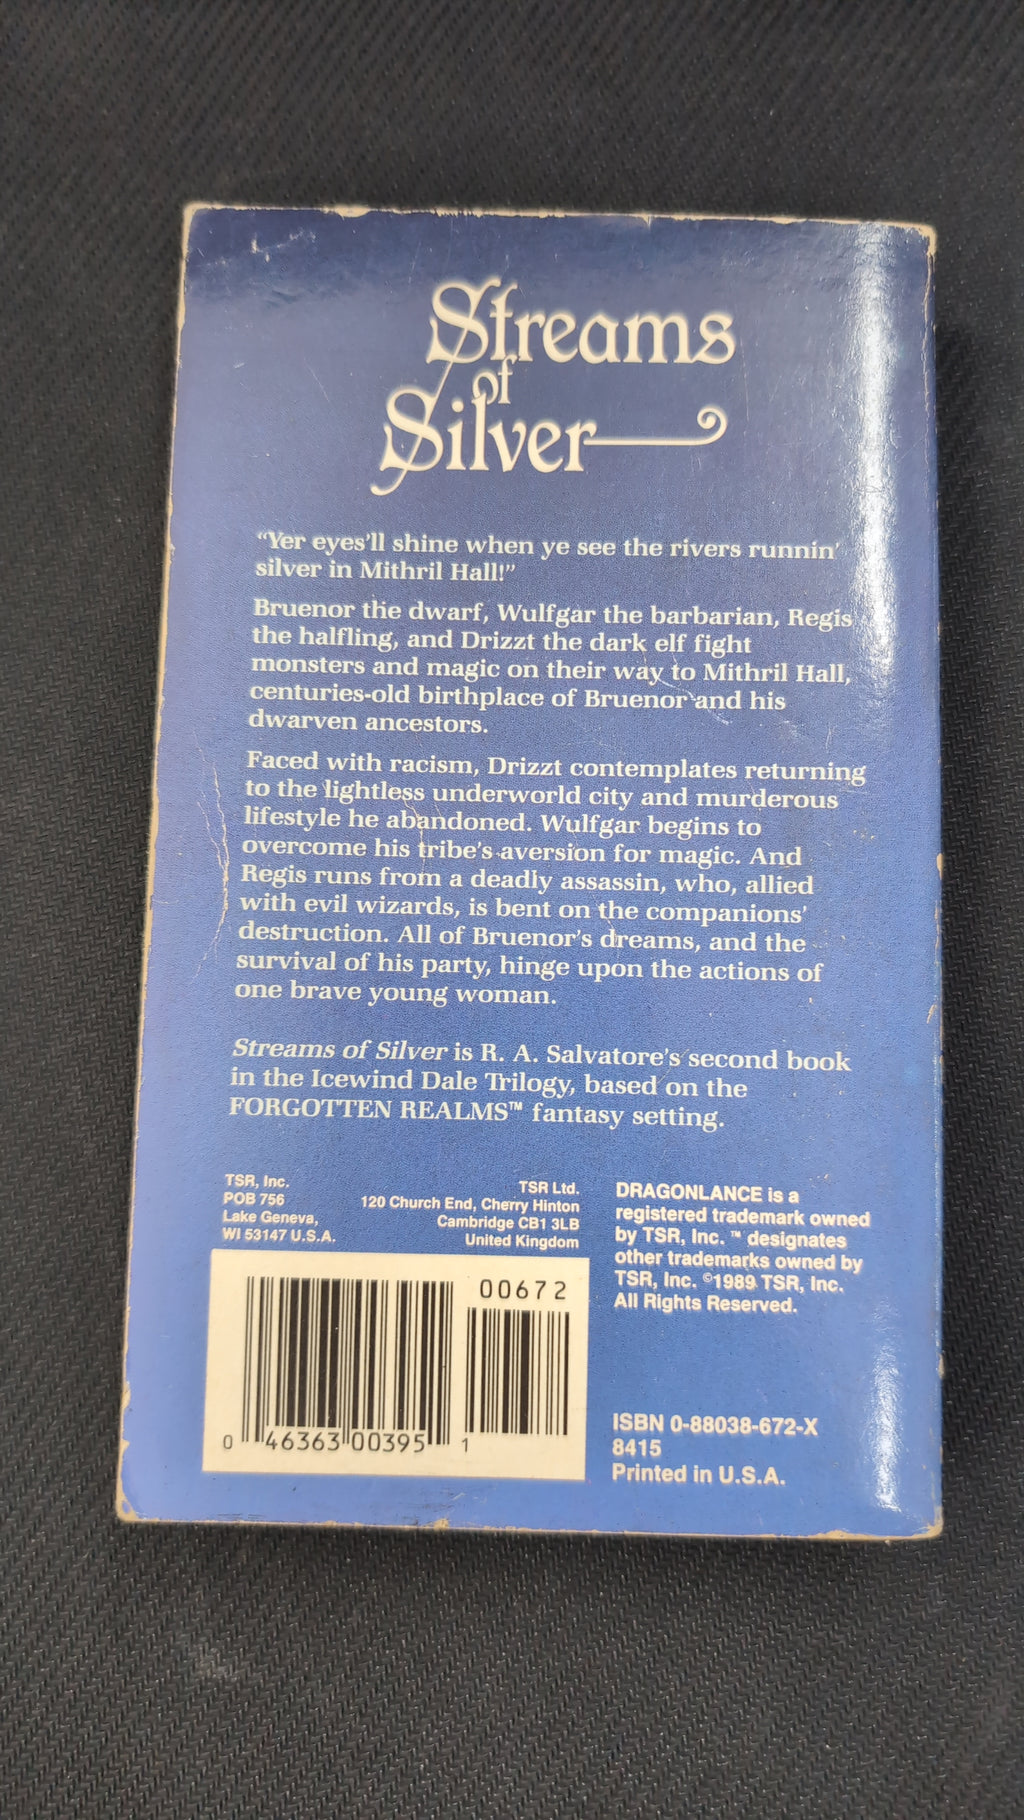 Streams
of
Silver
“Yer eyes’ll shine when ye see the rivers runnin’
silver in Mithril Hall!”
Bruenor the dwarf, Wulfgar the barbarian, Regis
the halfling, and Drizzt the dark elf fight
monsters and magic on their way to Mithril Hall,
centuries-old birthplace of Bruenor and his
dwarven ancestors.
Faced with racism, Drizzt contemplates returning
to the lightless underworld city and murderous
lifestyle he abandoned. Wulfgar begins to
overcome his tribe’s aversion for magic. And
Regis runs from a deadly assassin, who, allied
with evil wizards, is bent on the companions’
destruction. All of Bruenor’s dreams, and the
survival of his party, hinge upon the actions of
one brave young woman.
Streams of Silver is R. A. Salvatore’s second book
in the Icewind Dale Trilogy, based on the
FORGOTTEN REALMS™ fantasy setting.
TSR, Inc.
POB 756
Lake Geneva,
WI 53147 U.S.A.
TSR Ltd.
120 Church End, Cherry Hinton
Cambridge CB1 3LB
United Kingdom
DRAGONLANCE is a
registered trademark owned
by TSR, Inc. ™ designates
other trademarks owned by
TSR, Inc. ©1989 TSR, Inc.
All Rights Reserved.
00672
0 46363 00395 1
ISBN 0-88038-672-X
8415
Printed in U.S.A.